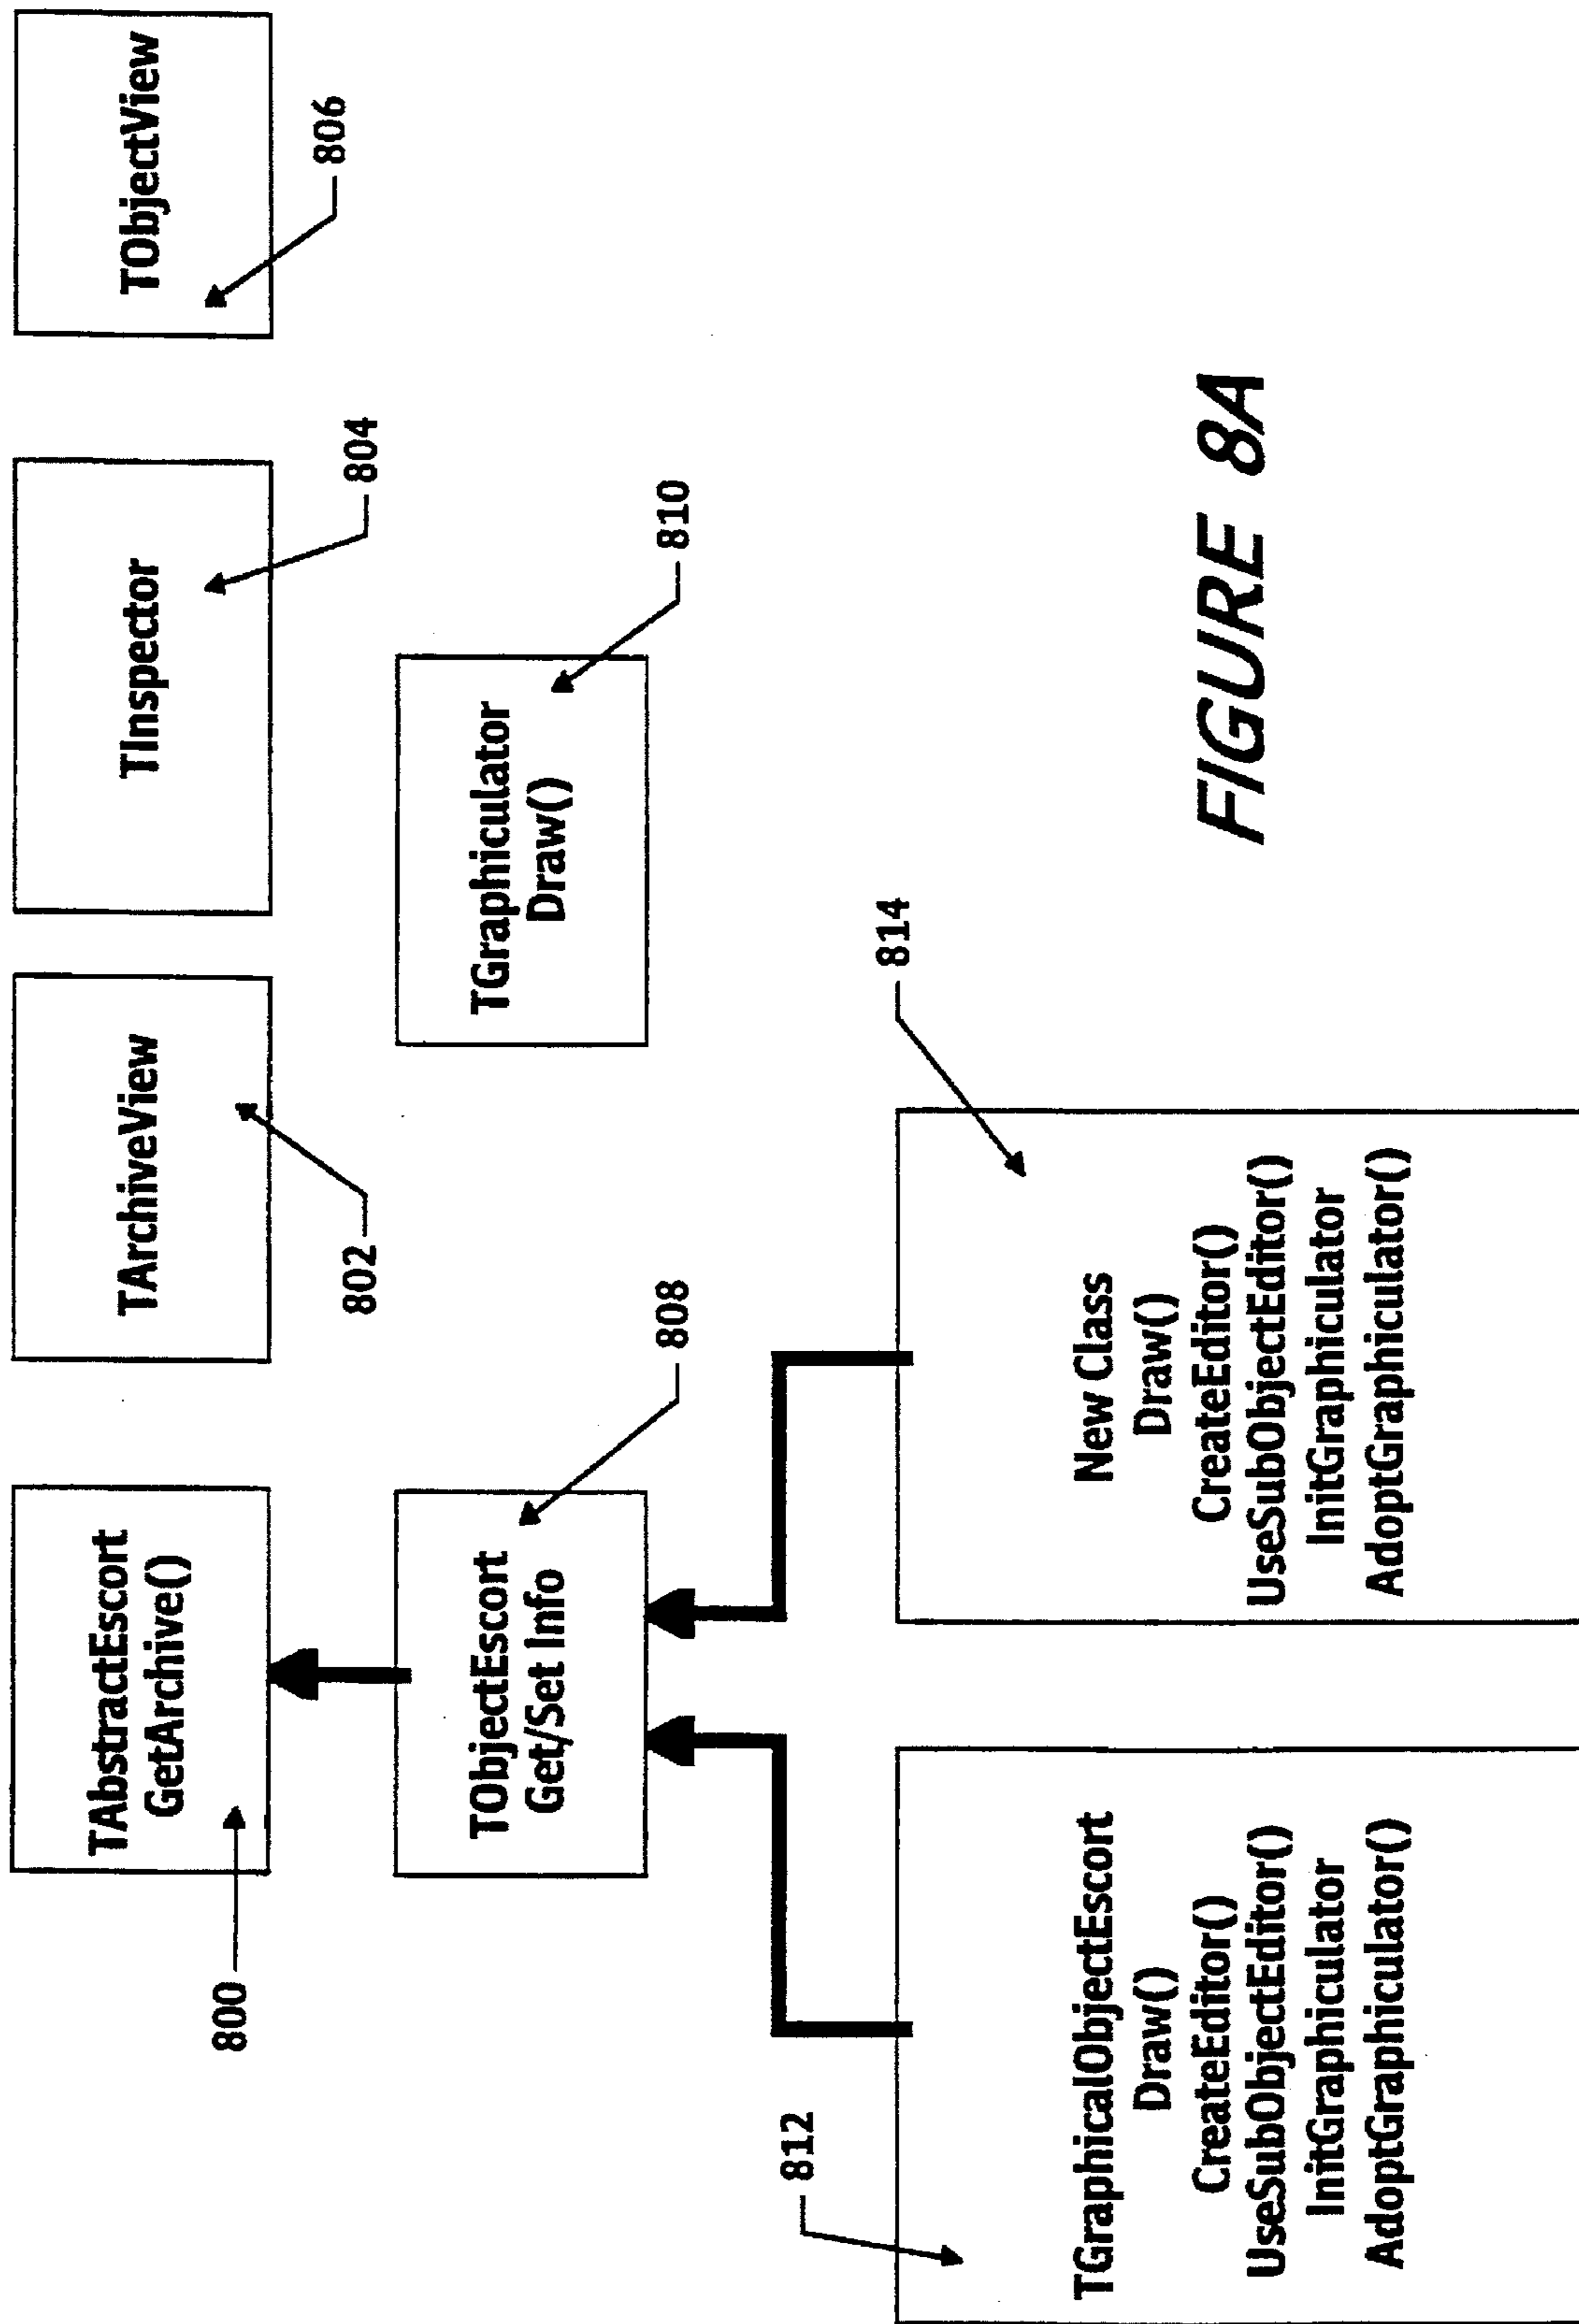 TAbstractEscort
GetArchive()
800
TArchiveView
802
TInspector
804
TObjectView
806
TObjectEscort
Get/Set Info
808
TGraphiculator
Draw()
810
TGraphicalObjectEscort
Draw()
CreateEditor()
UseSubObjectEditor()
InitGraphiculator
AdoptGraphiculator()
812
New Class
Draw()
CreateEditor()
UseSubObjectEditor()
InitGraphiculator
AdoptGraphiculator()
814
FIGURE 8A